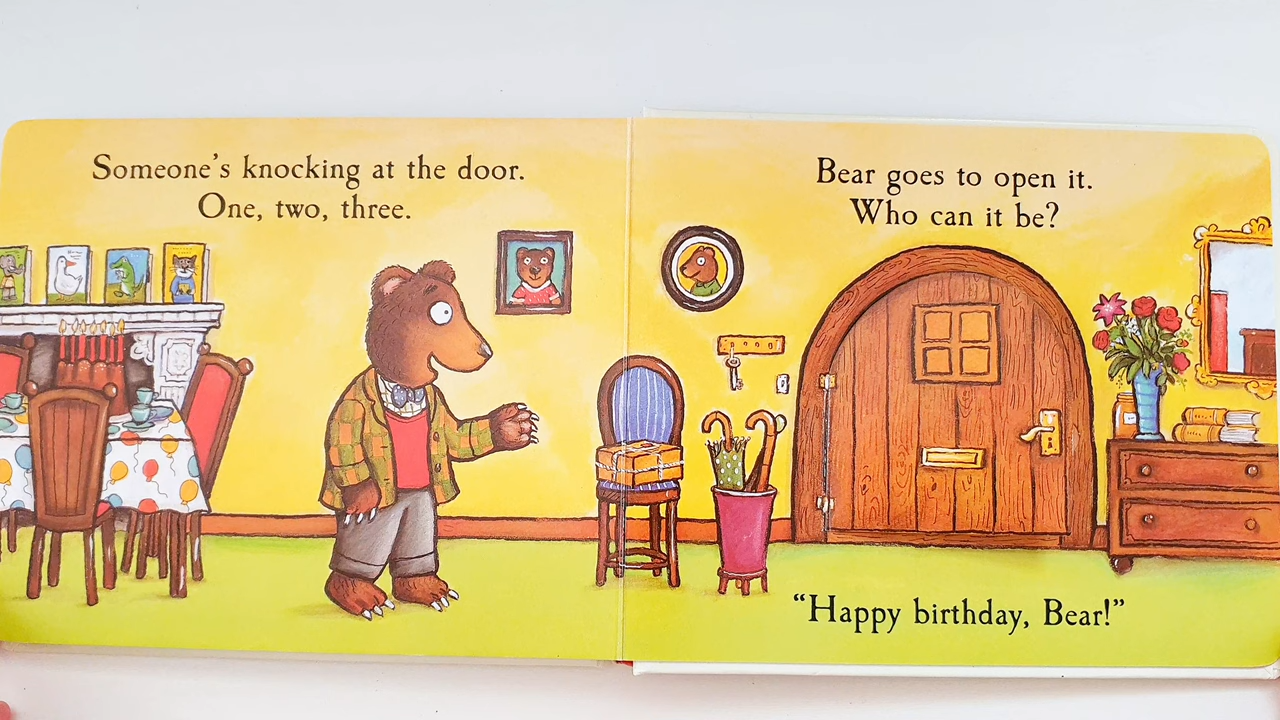 Someone's knocking at the door.
One, two, three.
Bear goes to open it.
Who can it be?
“Happy birthday, Bear!”